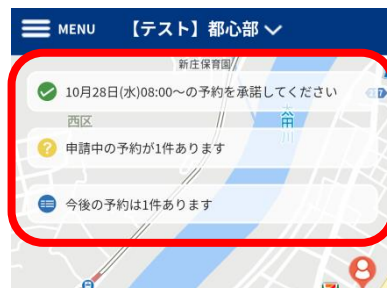 MENU 【テスト】都心部
新庄保育園
10月28日(水)08:00～の予約を承諾してください
西区
太田川
申請中の予約が1件あります
今後の予約は1件あります